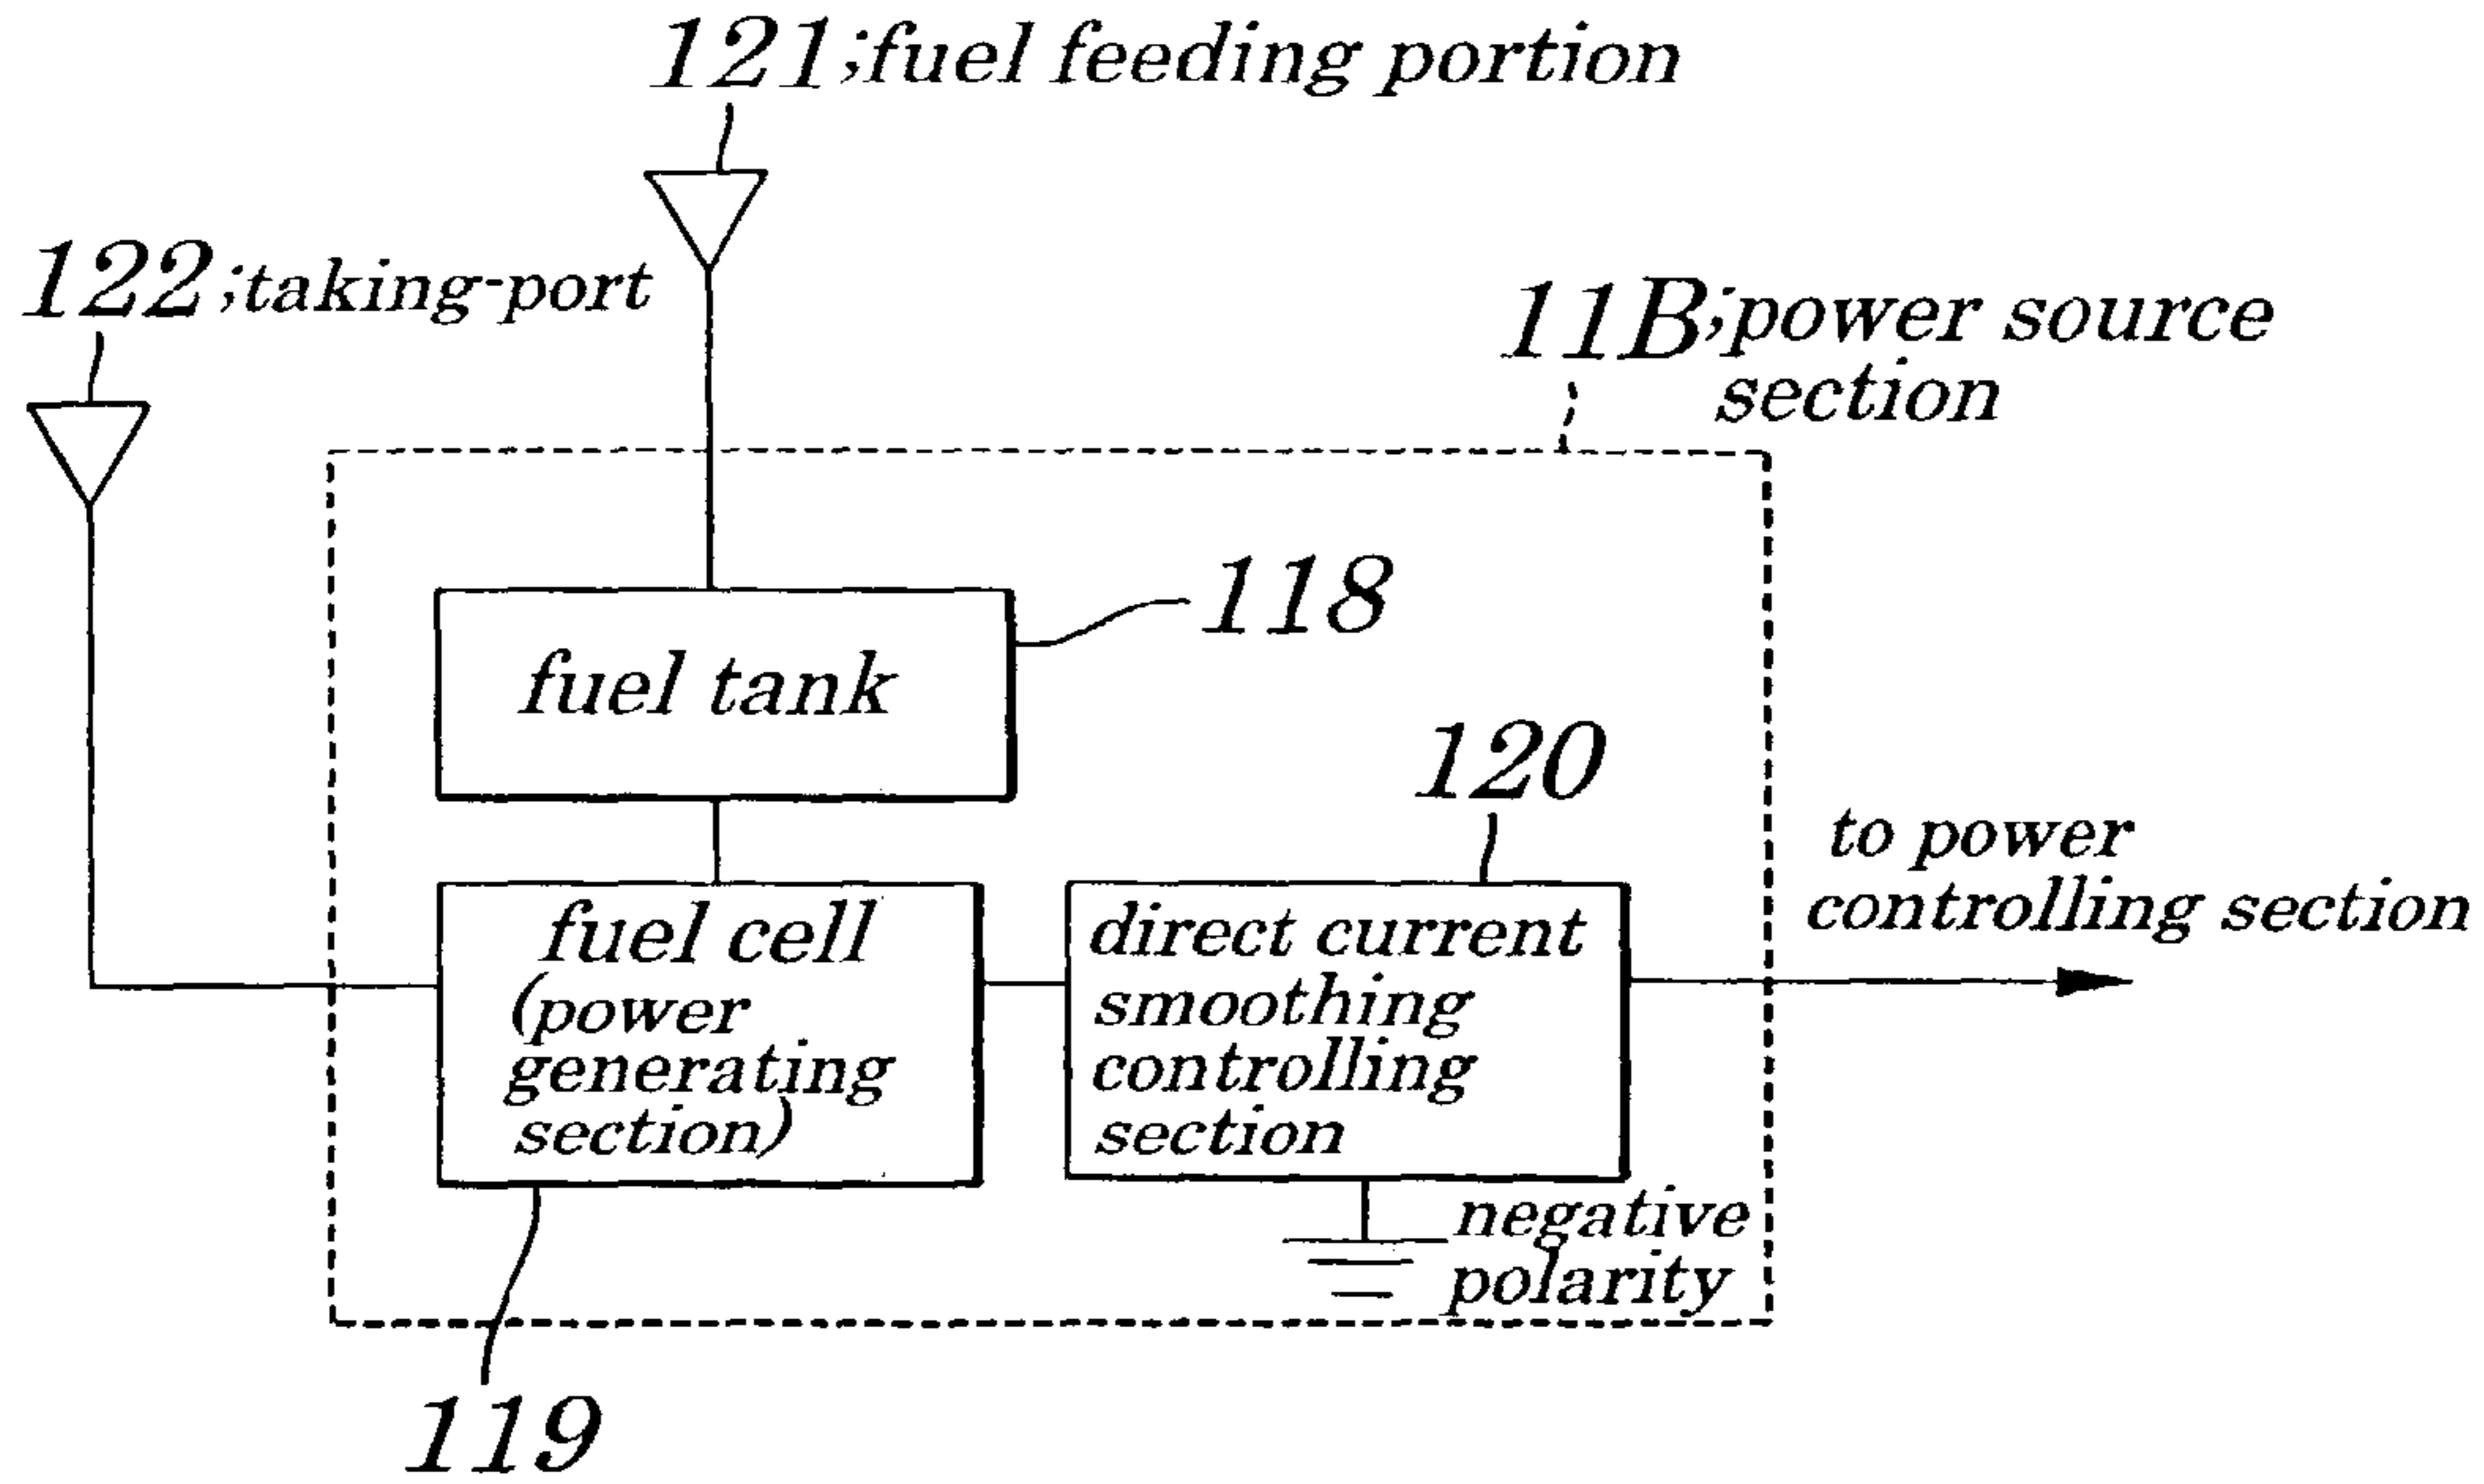 121;fuel feeding portion
122;taking-port
11B;power source
section
118
fuel tank
120
to power
controlling section
fuel cell
(power
generating
section)
direct current
smoothing
controlling
section
negative
polarity
119